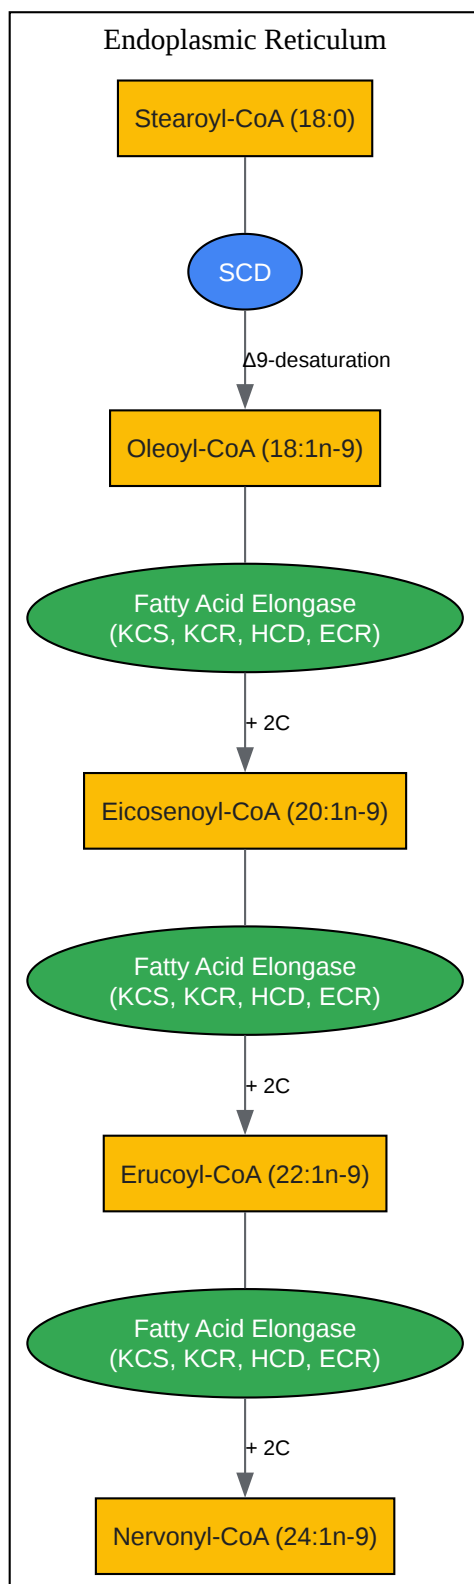 Endoplasmic Reticulum
Stearoyl-CoA (18:0)
SCD
Δ9-desaturation
Oleoyl-CoA (18:1n-9)
Fatty Acid Elongase
(KCS, KCR, HCD, ECR)
+ 2C
Eicosenoyl-CoA (20:1n-9)
Fatty Acid Elongase
(KCS, KCR, HCD, ECR)
+ 2C
Erucoyl-CoA (22:1n-9)
Fatty Acid Elongase
(KCS, KCR, HCD, ECR)
+ 2C
Nervonyl-CoA (24:1n-9)